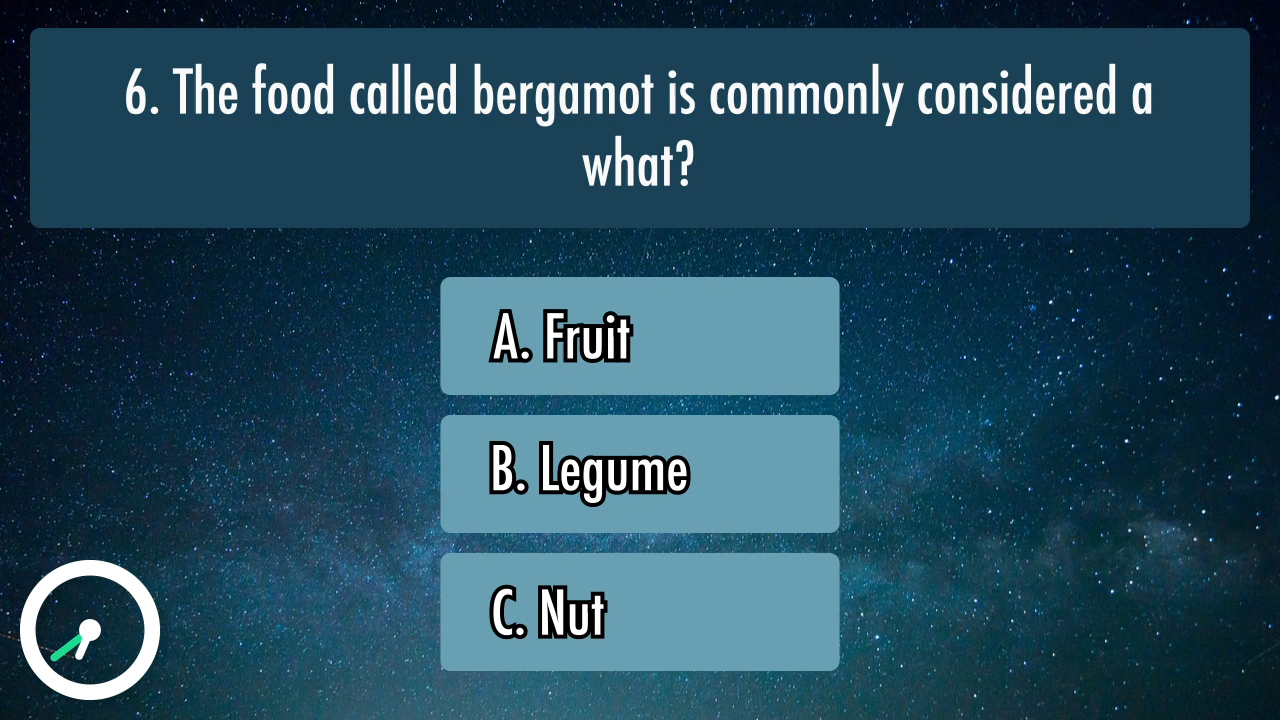 6. The food called bergamot is commonly considered a
what?
A. Fruit
B. Legume
C. Nut